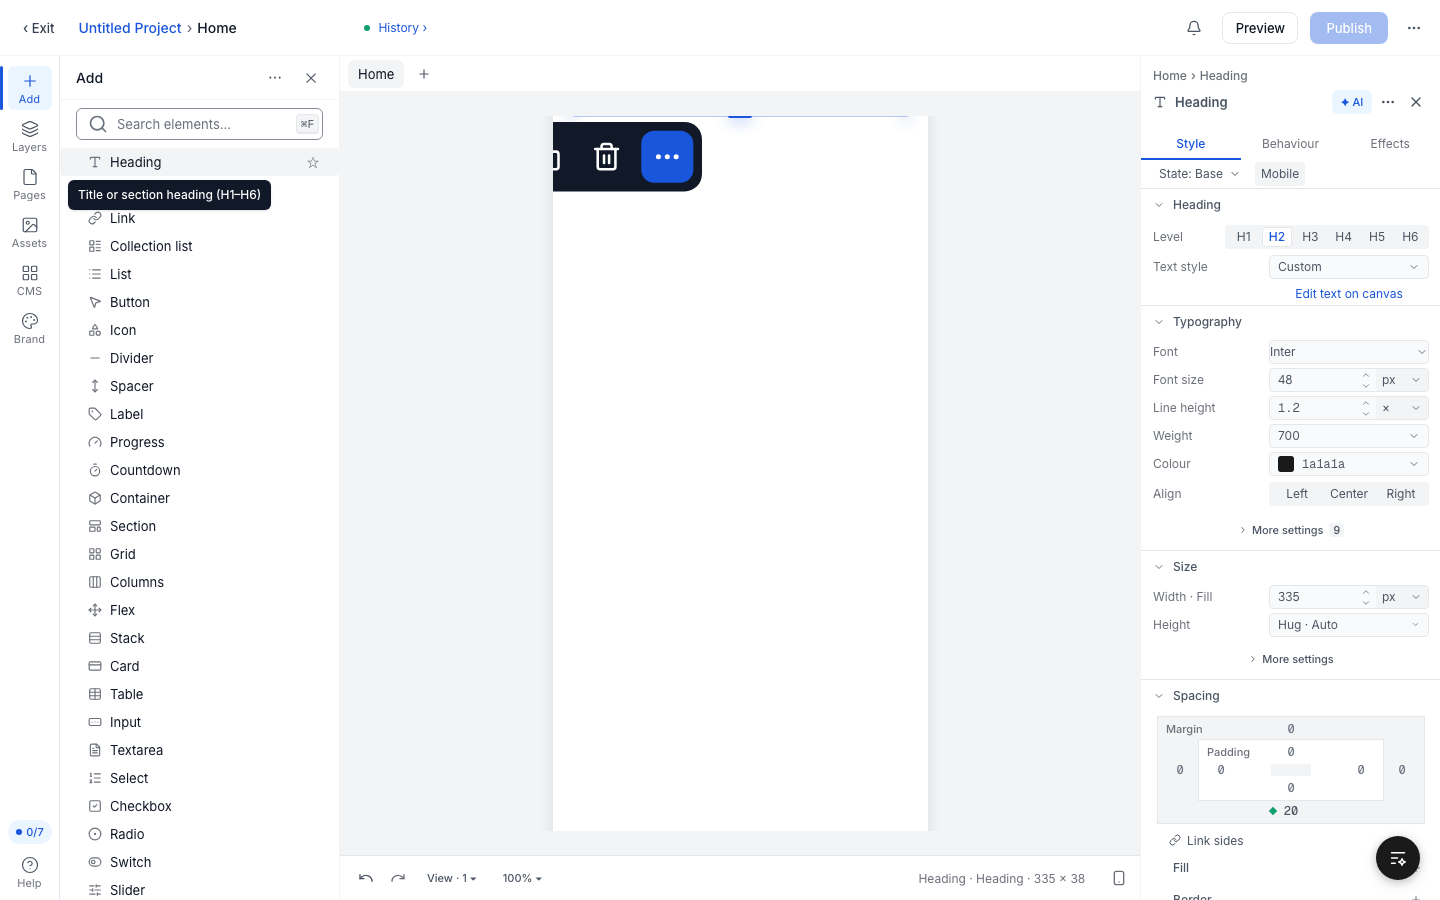 ‹ Exit
Untitled Project › Home
History ›
Preview
Publish
Add
Layers
Pages
Assets
CMS
Brand
0/7
Help
Add
Search elements...
⌘F
Heading
Title or section heading (H1–H6)
Link
Collection list
List
Button
Icon
Divider
Spacer
Label
Progress
Countdown
Container
Section
Grid
Columns
Flex
Stack
Card
Table
Input
Textarea
Select
Checkbox
Radio
Switch
Slider
Home
View · 1
100%
Heading · Heading · 335 × 38
Home › Heading
Heading
AI
Style
Behaviour
Effects
State: Base
Mobile
Heading
Level
H1 H2 H3 H4 H5 H6
Text style
Custom
Edit text on canvas
Typography
Font
Inter
Font size
48
px
Line height
1.2
×
Weight
700
Colour
1a1a1a
Align
Left Center Right
More settings 9
Size
Width · Fill
335
px
Height
Hug · Auto
More settings
Spacing
Margin
0
Padding
0
0 0 0 0
0
20
Link sides
Fill
Border